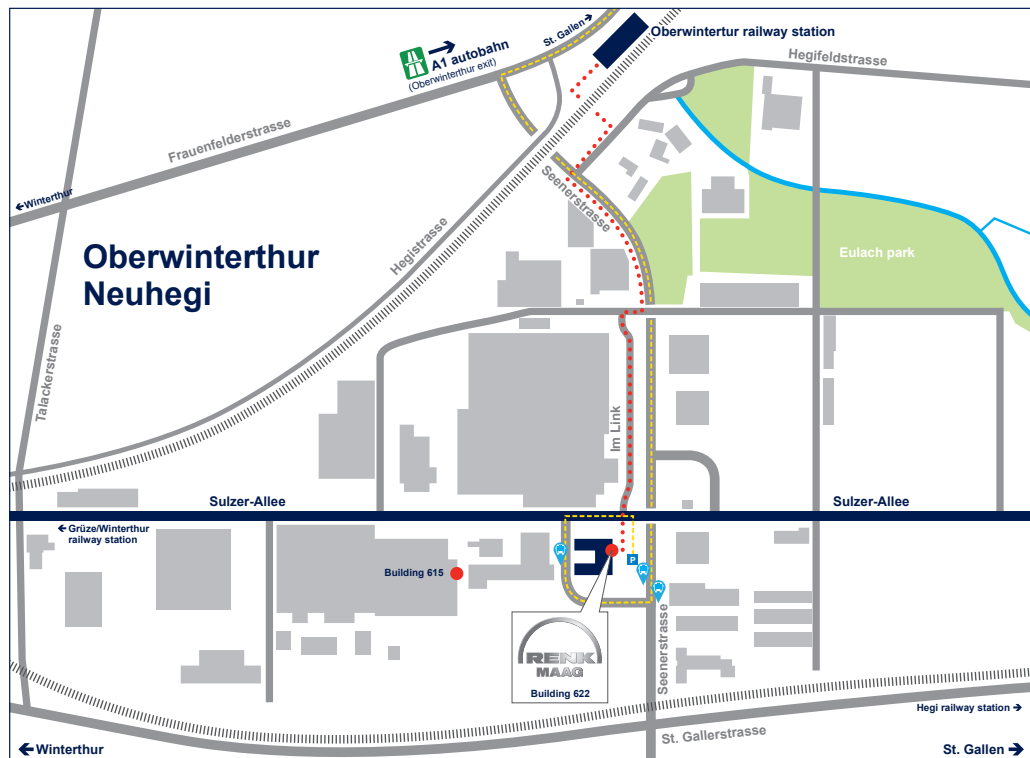 Oberwintertur railway station
St. Gallen →
A1 autobahn
(Oberwinterthur exit)
Hegifeldstrasse
Frauenfelderstrasse
← Winterthur
Seenerstrasse
Hegistrasse
Oberwinterthur
Neuhegi
Eulach park
Talackerstrasse
Im Link
Sulzer-Allee
Sulzer-Allee
← Grüze/Winterthur
railway station
P
Building 615
Seenerstrasse
RENK
MAAG
Building 622
Hegi railway station →
St. Gallerstrasse
← Winterthur
St. Gallen →